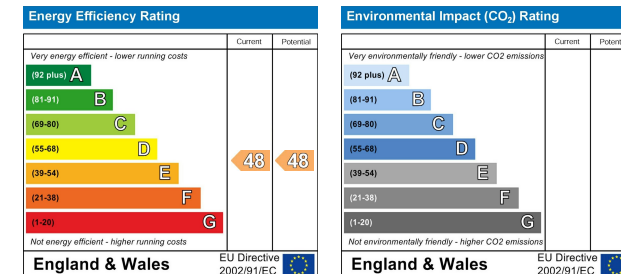 Energy Efficiency Rating
Current Potential
Very energy efficient - lower running costs
(92 plus) A
(81-91) B
(69-80) C
(55-68) D
(39-54) E
(21-38) F
(1-20) G
48 48
Not energy efficient - higher running costs
England & Wales
EU Directive
2002/91/EC
Environmental Impact (CO₂) Rating
Current
Very environmentally friendly - lower CO2 emissions
(92 plus) A
(81-91) B
(69-80) C
(55-68) D
(39-54) E
(21-38) F
(1-20) G
Not environmentally friendly - higher CO2 emissions
England & Wales
EU Directive
2002/91/EC